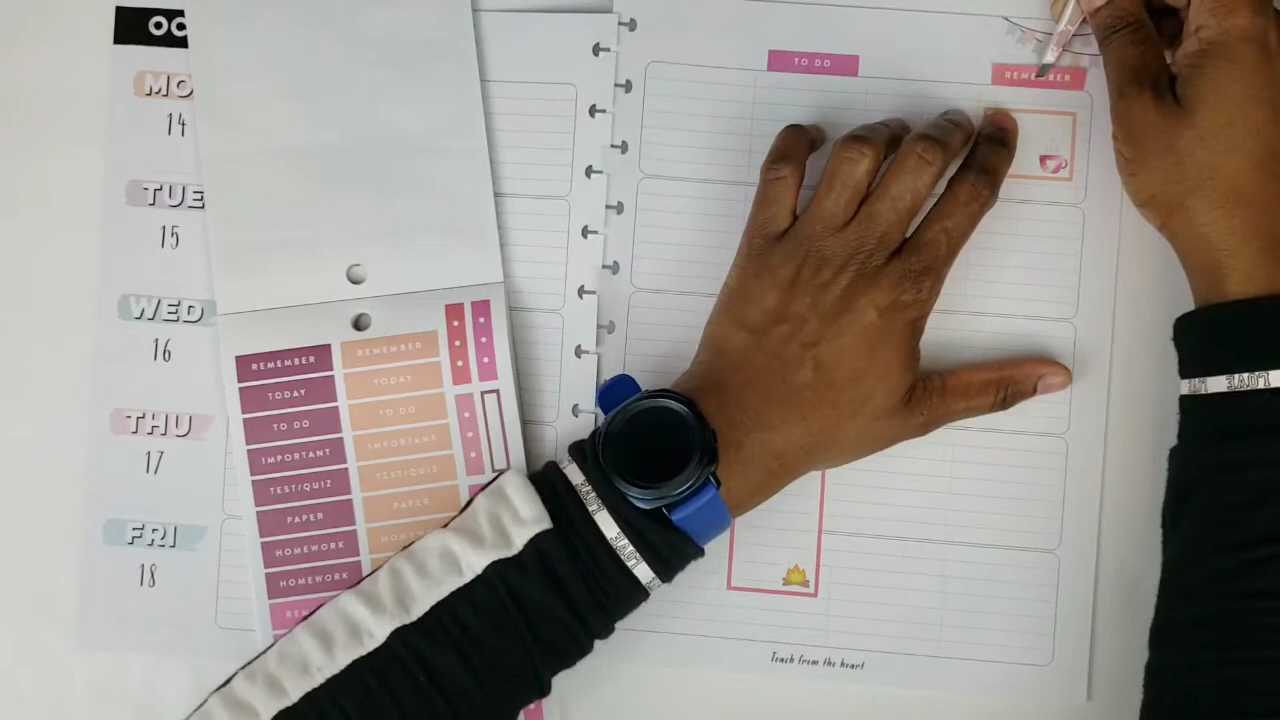 OC
MO
14
TUE
15
WED
16
THU
17
FRI
18
REMEMBER
TODAY
TO DO
IMPORTANT
TEST/QUIZ
PAPER
HOMEWORK
HOMEWORK
REMEMBER
TODAY
TO DO
IMPORTANT
TEST/QUIZ
PAPER
TO DO
REMEMBER
Teach from the heart
LOVE
LOVE
LOVE
LOVE